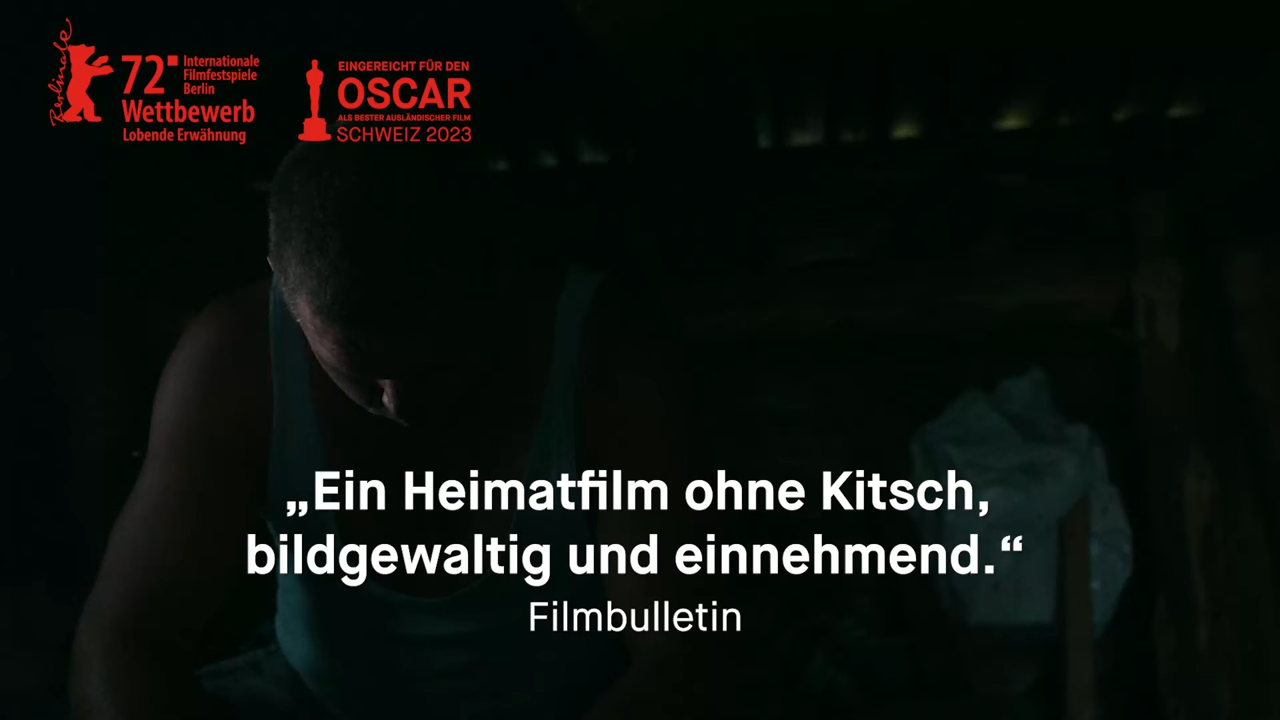 Berlinale
72
Internationale
Filmfestspiele
Berlin
Wettbewerb
Lobende Erwähnung
EINGEREICHT FÜR DEN
OSCAR
ALS BESTER AUSLÄNDISCHER FILM
SCHWEIZ 2023
„Ein Heimatfilm ohne Kitsch,
bildgewaltig und einnehmend.“
Filmbulletin